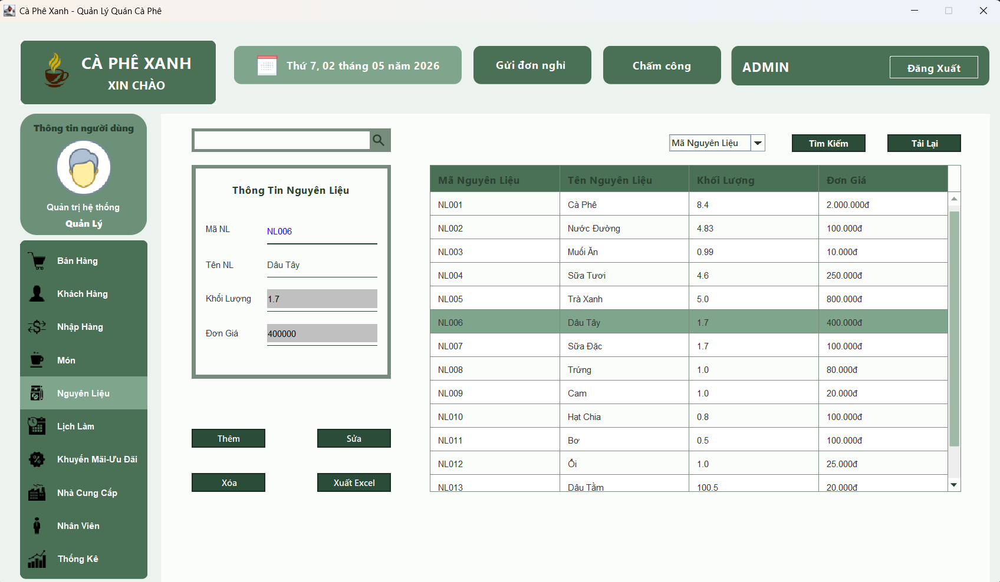 Cà Phê Xanh - Quản Lý Quán Cà Phê
CÀ PHÊ XANH
XIN CHÀO
Thứ 7, 02 tháng 05 năm 2026
Gửi đơn nghỉ
Chấm công
ADMIN
Đăng Xuất
Thông tin người dùng
Quản trị hệ thống
Quản Lý
Bán Hàng
Khách Hàng
Nhập Hàng
Món
Nguyên Liệu
Lịch Làm
Khuyến Mãi-Ưu Đãi
Nhà Cung Cấp
Nhân Viên
Thống Kê
Mã Nguyên Liệu
Tìm Kiếm
Tải Lại
Thông Tin Nguyên Liệu
Mã NL NL006
Tên NL Dâu Tây
Khối Lượng 1.7
Đơn Giá 400000
Thêm
Sửa
Xóa
Xuất Excel
Mã Nguyên Liệu Tên Nguyên Liệu Khối Lượng Đơn Giá
NL001 Cà Phê 8.4 2.000.000đ
NL002 Nước Đường 4.83 100.000đ
NL003 Muối Ăn 0.99 10.000đ
NL004 Sữa Tươi 4.6 250.000đ
NL005 Trà Xanh 5.0 800.000đ
NL006 Dâu Tây 1.7 400.000đ
NL007 Sữa Đặc 1.7 100.000đ
NL008 Trứng 1.0 80.000đ
NL009 Cam 1.0 20.000đ
NL010 Hạt Chia 0.8 100.000đ
NL011 Bơ 0.5 100.000đ
NL012 Ổi 1.0 25.000đ
NL013 Dâu Tằm 100.5 20.000đ